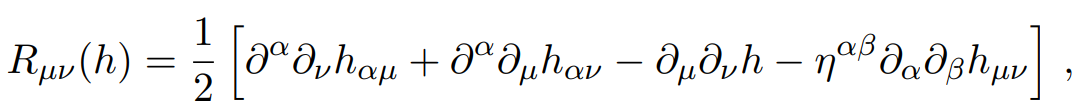 R_{\mu\nu}(h) = \frac{1}{2} \left[ \partial^{\alpha}\partial_{\nu}h_{\alpha\mu} + \partial^{\alpha}\partial_{\mu}h_{\alpha\nu} - \partial_{\mu}\partial_{\nu}h - \eta^{\alpha\beta}\partial_{\alpha}\partial_{\beta}h_{\mu\nu} \right] ,